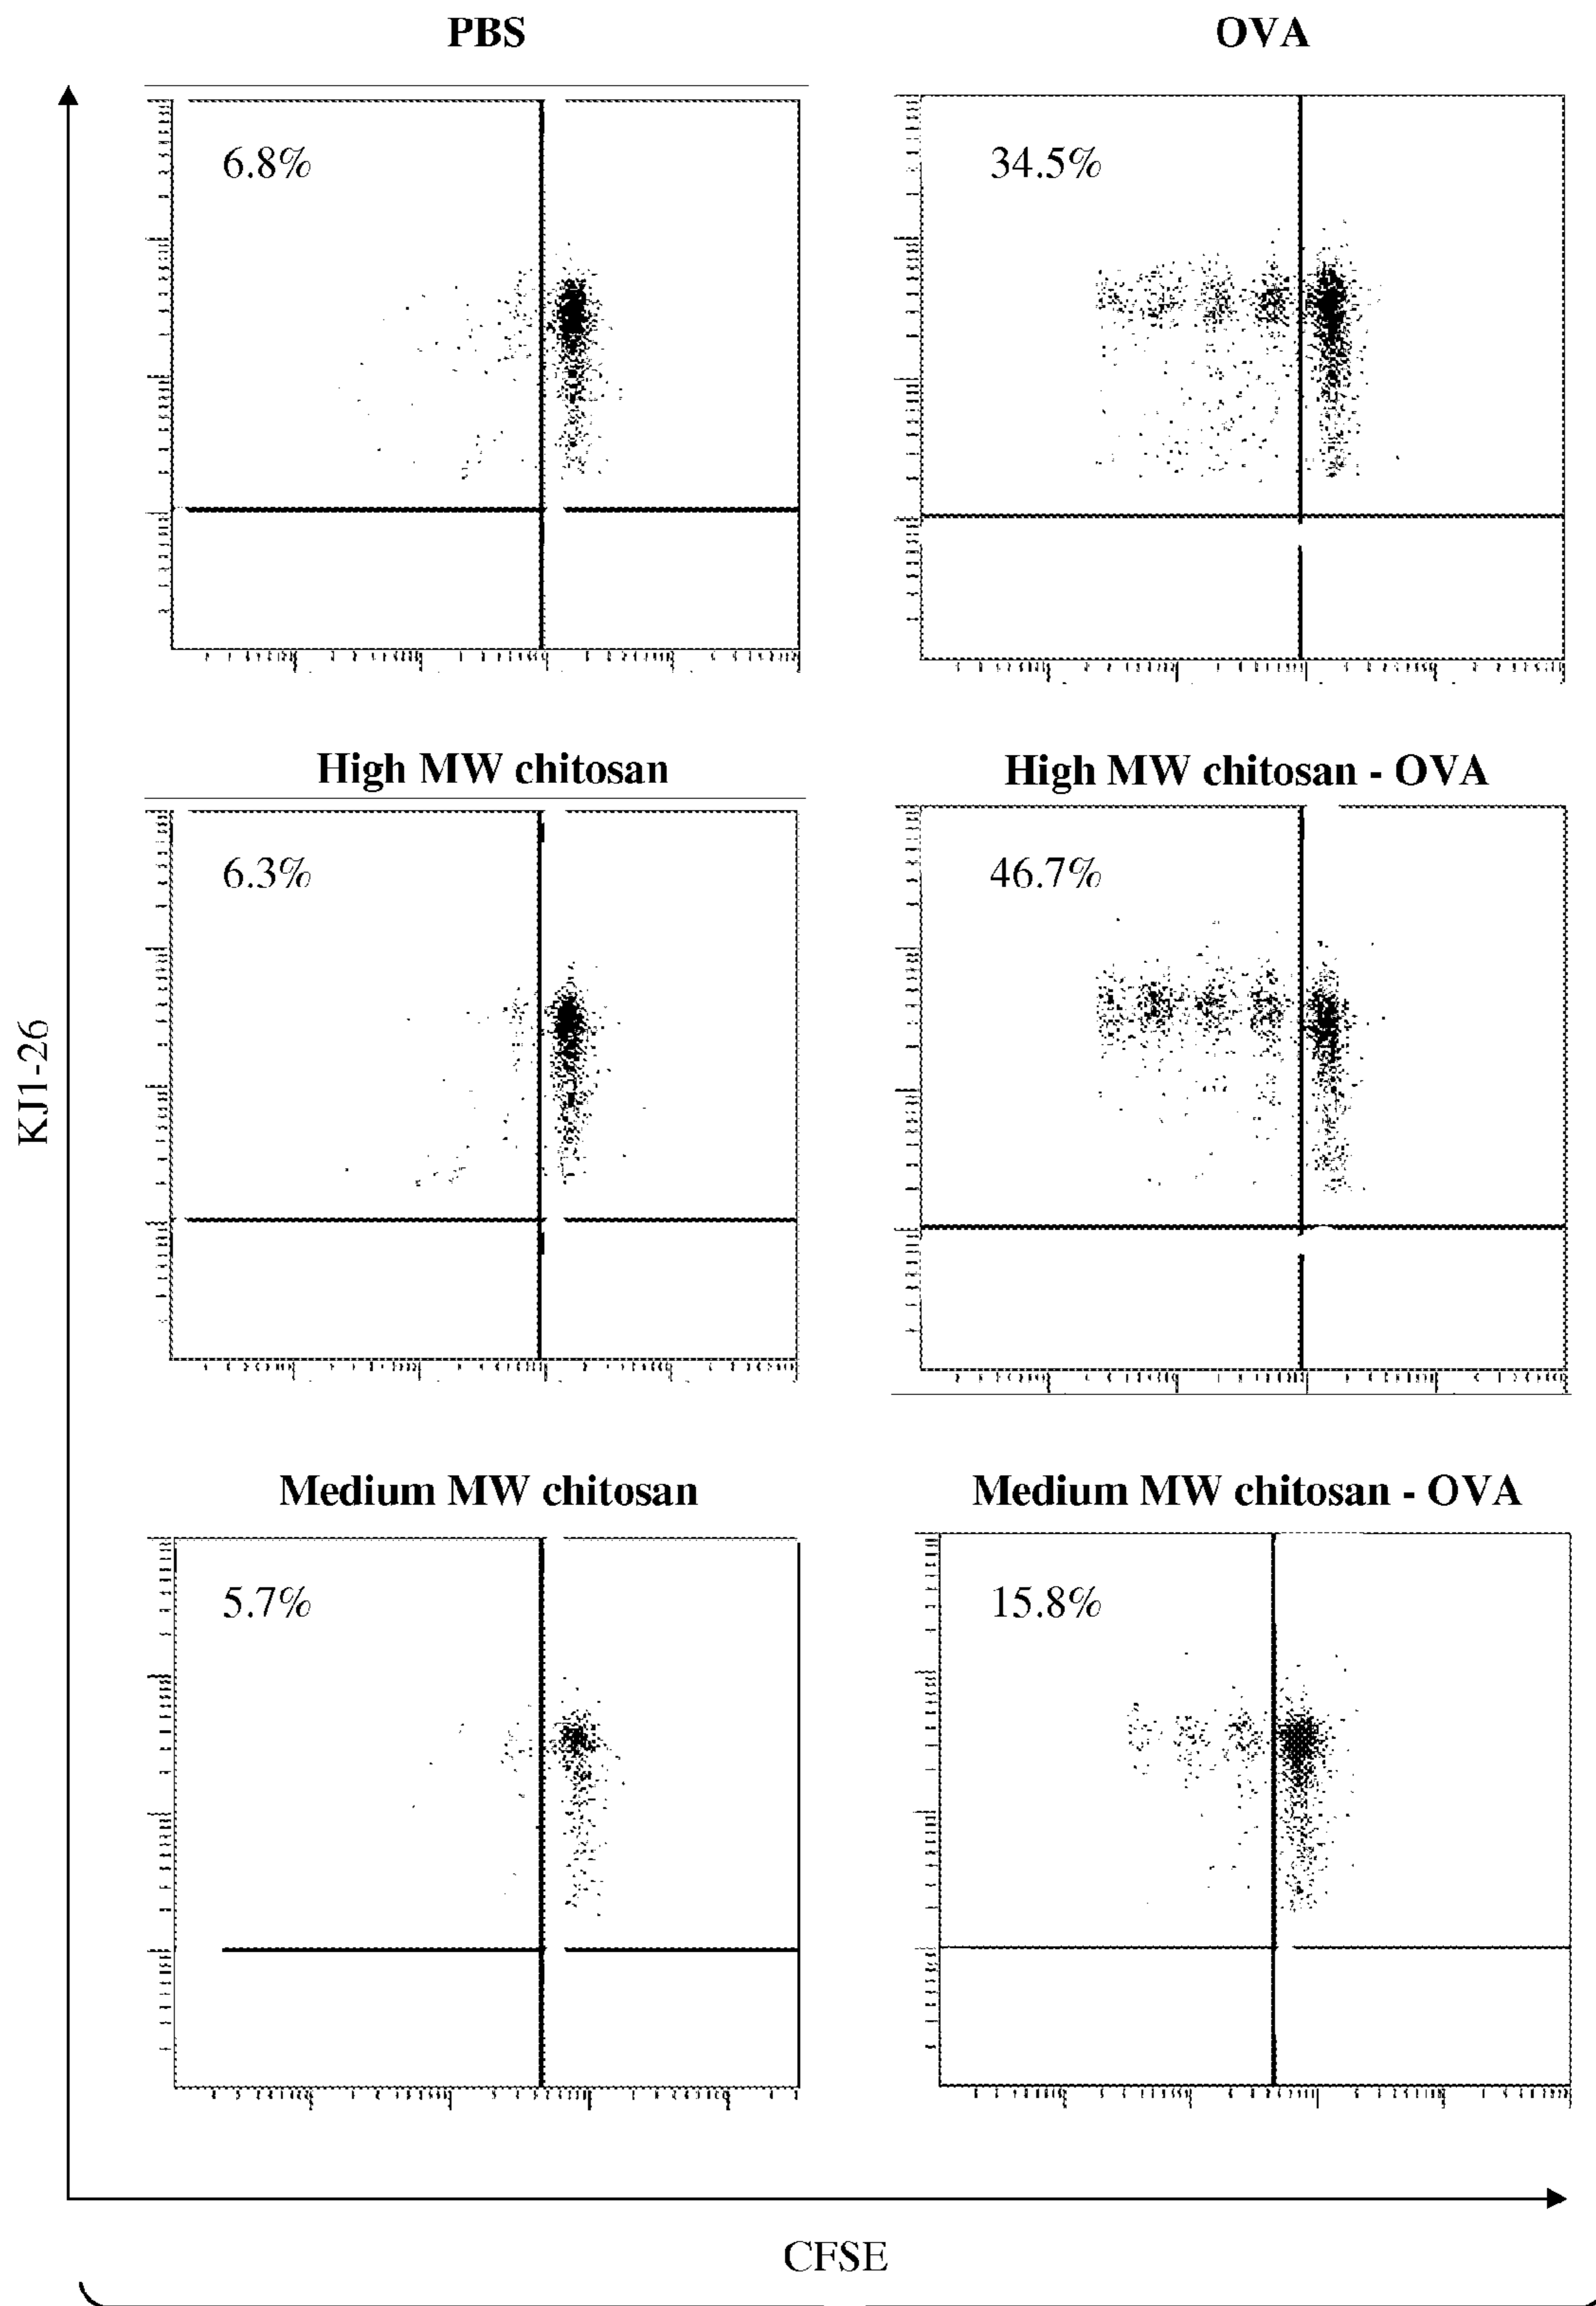 PBS
OVA
6.8%
34.5%
High MW chitosan
High MW chitosan - OVA
6.3%
46.7%
KJ1-26
Medium MW chitosan
Medium MW chitosan - OVA
5.7%
15.8%
CFSE